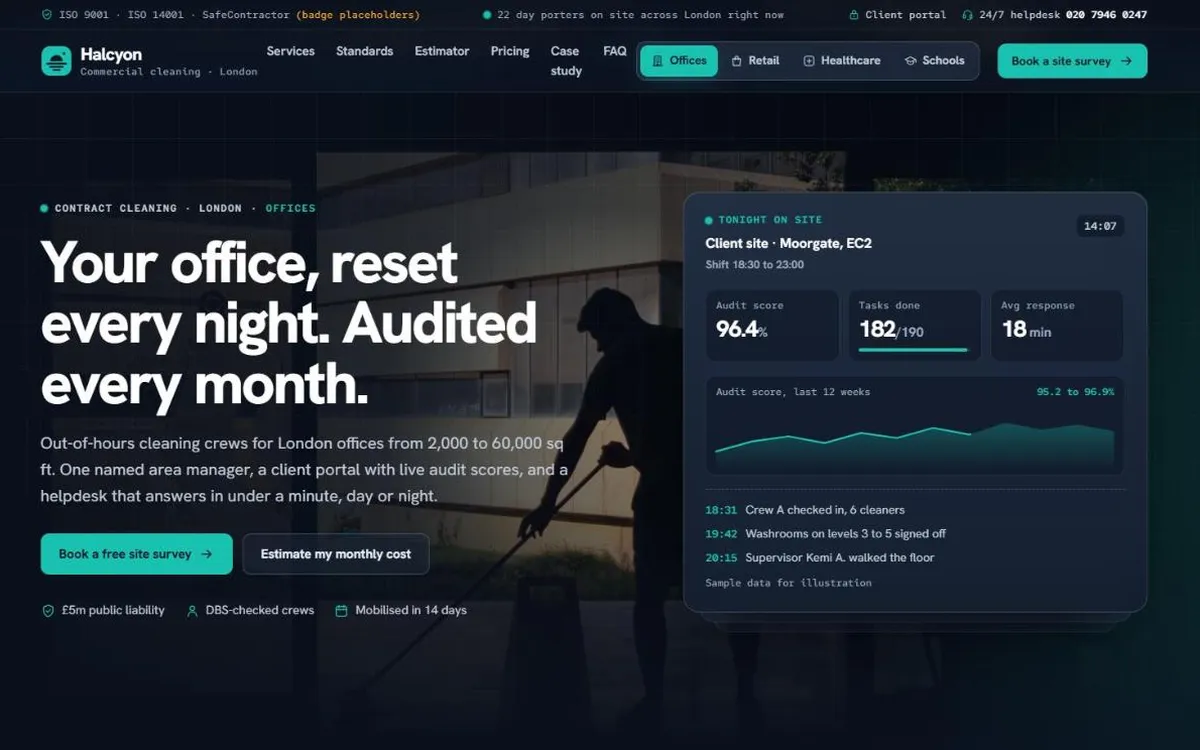 ISO 9001 · ISO 14001 · SafeContractor (badge placeholders)
22 day porters on site across London right now
Client portal
24/7 helpdesk 020 7946 0247
Halcyon
Commercial cleaning · London
Services
Standards
Estimator
Pricing
Case
study
FAQ
Offices
Retail
Healthcare
Schools
Book a site survey →
CONTRACT CLEANING · LONDON · OFFICES
Your office, reset
every night. Audited
every month.
Out-of-hours cleaning crews for London offices from 2,000 to 60,000 sq
ft. One named area manager, a client portal with live audit scores, and a
helpdesk that answers in under a minute, day or night.
Book a free site survey →
Estimate my monthly cost
£5m public liability
DBS-checked crews
Mobilised in 14 days
TONIGHT ON SITE
14:07
Client site · Moorgate, EC2
Shift 18:30 to 23:00
Audit score
96.4%
Tasks done
182/190
Avg response
18 min
Audit score, last 12 weeks
95.2 to 96.9%
18:31 Crew A checked in, 6 cleaners
19:42 Washrooms on levels 3 to 5 signed off
20:15 Supervisor Kemi A. walked the floor
Sample data for illustration